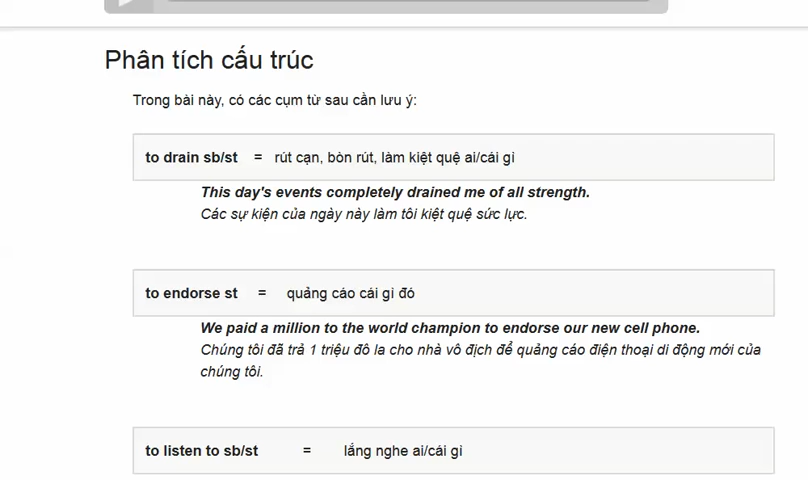 Phân tích cấu trúc
Trong bài này, có các cụm từ sau cần lưu ý:
to drain sb/st = rút cạn, bòn rút, làm kiệt quệ ai/cái gì
This day's events completely drained me of all strength.
Các sự kiện của ngày này làm tôi kiệt quệ sức lực.
to endorse st = quảng cáo cái gì đó
We paid a million to the world champion to endorse our new cell phone.
Chúng tôi đã trả 1 triệu đô la cho nhà vô địch để quảng cáo điện thoại di động mới của
chúng tôi.
to listen to sb/st = lắng nghe ai/cái gì